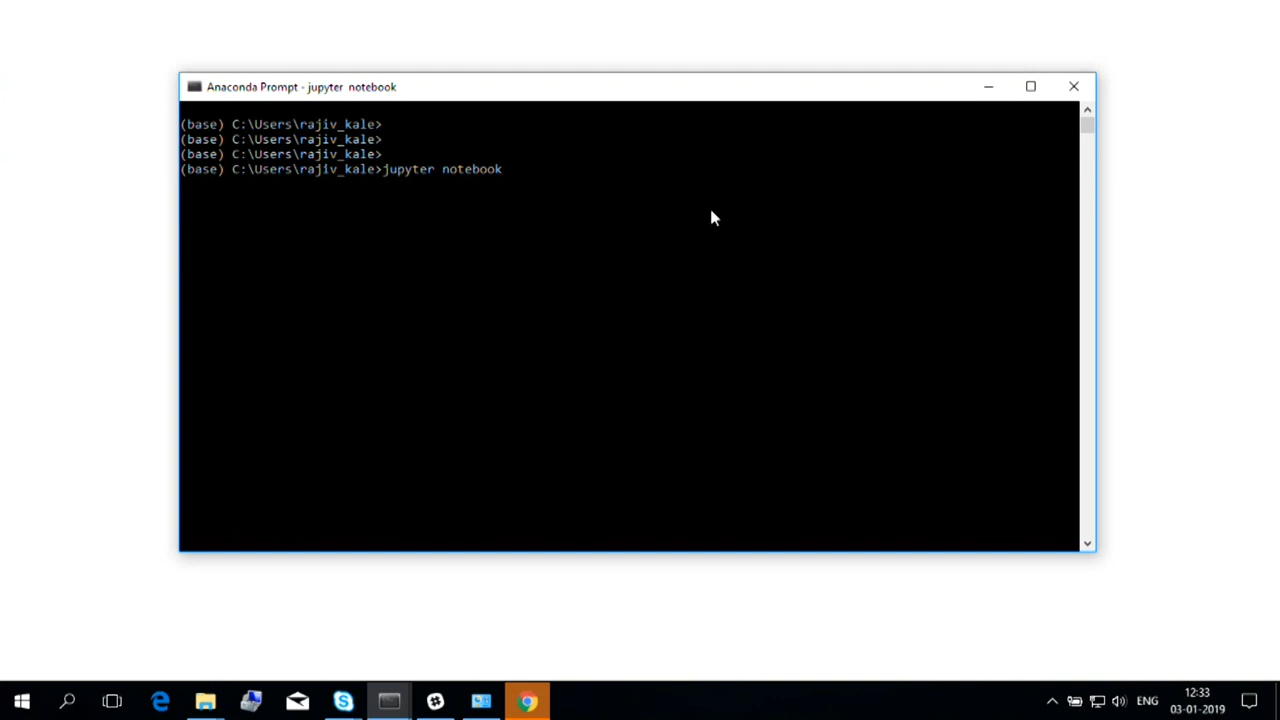 Anaconda Prompt - jupyter notebook
(base) C:\Users\rajiv_kale>
(base) C:\Users\rajiv_kale>
(base) C:\Users\rajiv_kale>
(base) C:\Users\rajiv_kale>jupyter notebook
ENG
12:33
03-01-2019